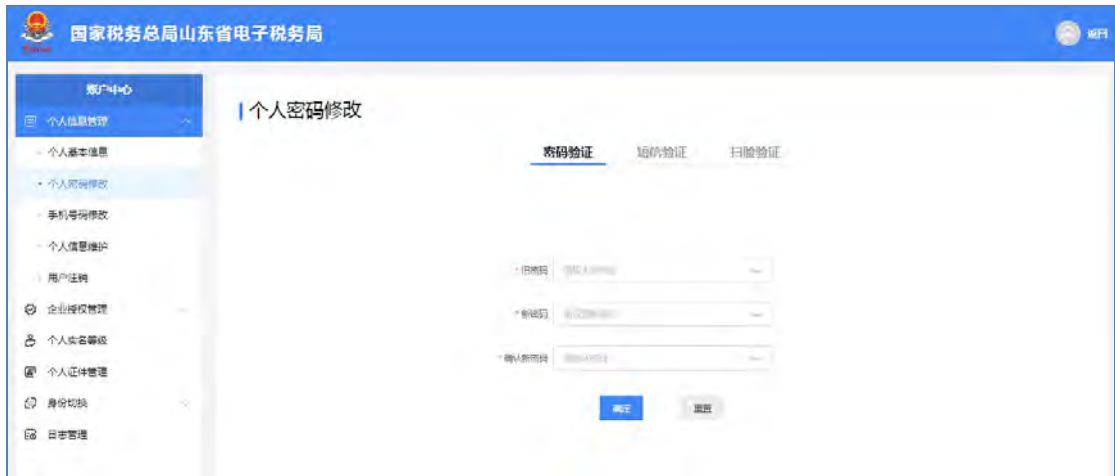 国家税务总局山东省电子税务局
返回
账户中心
个人信息管理
个人基本信息
个人密码修改
手机号码修改
个人信息维护
用户注销
企业授权管理
个人实名等级
个人证件管理
身份切换
日志管理
个人密码修改
密码验证 短信验证 扫脸验证
*旧密码
*新密码
*确认新密码
确定 重置